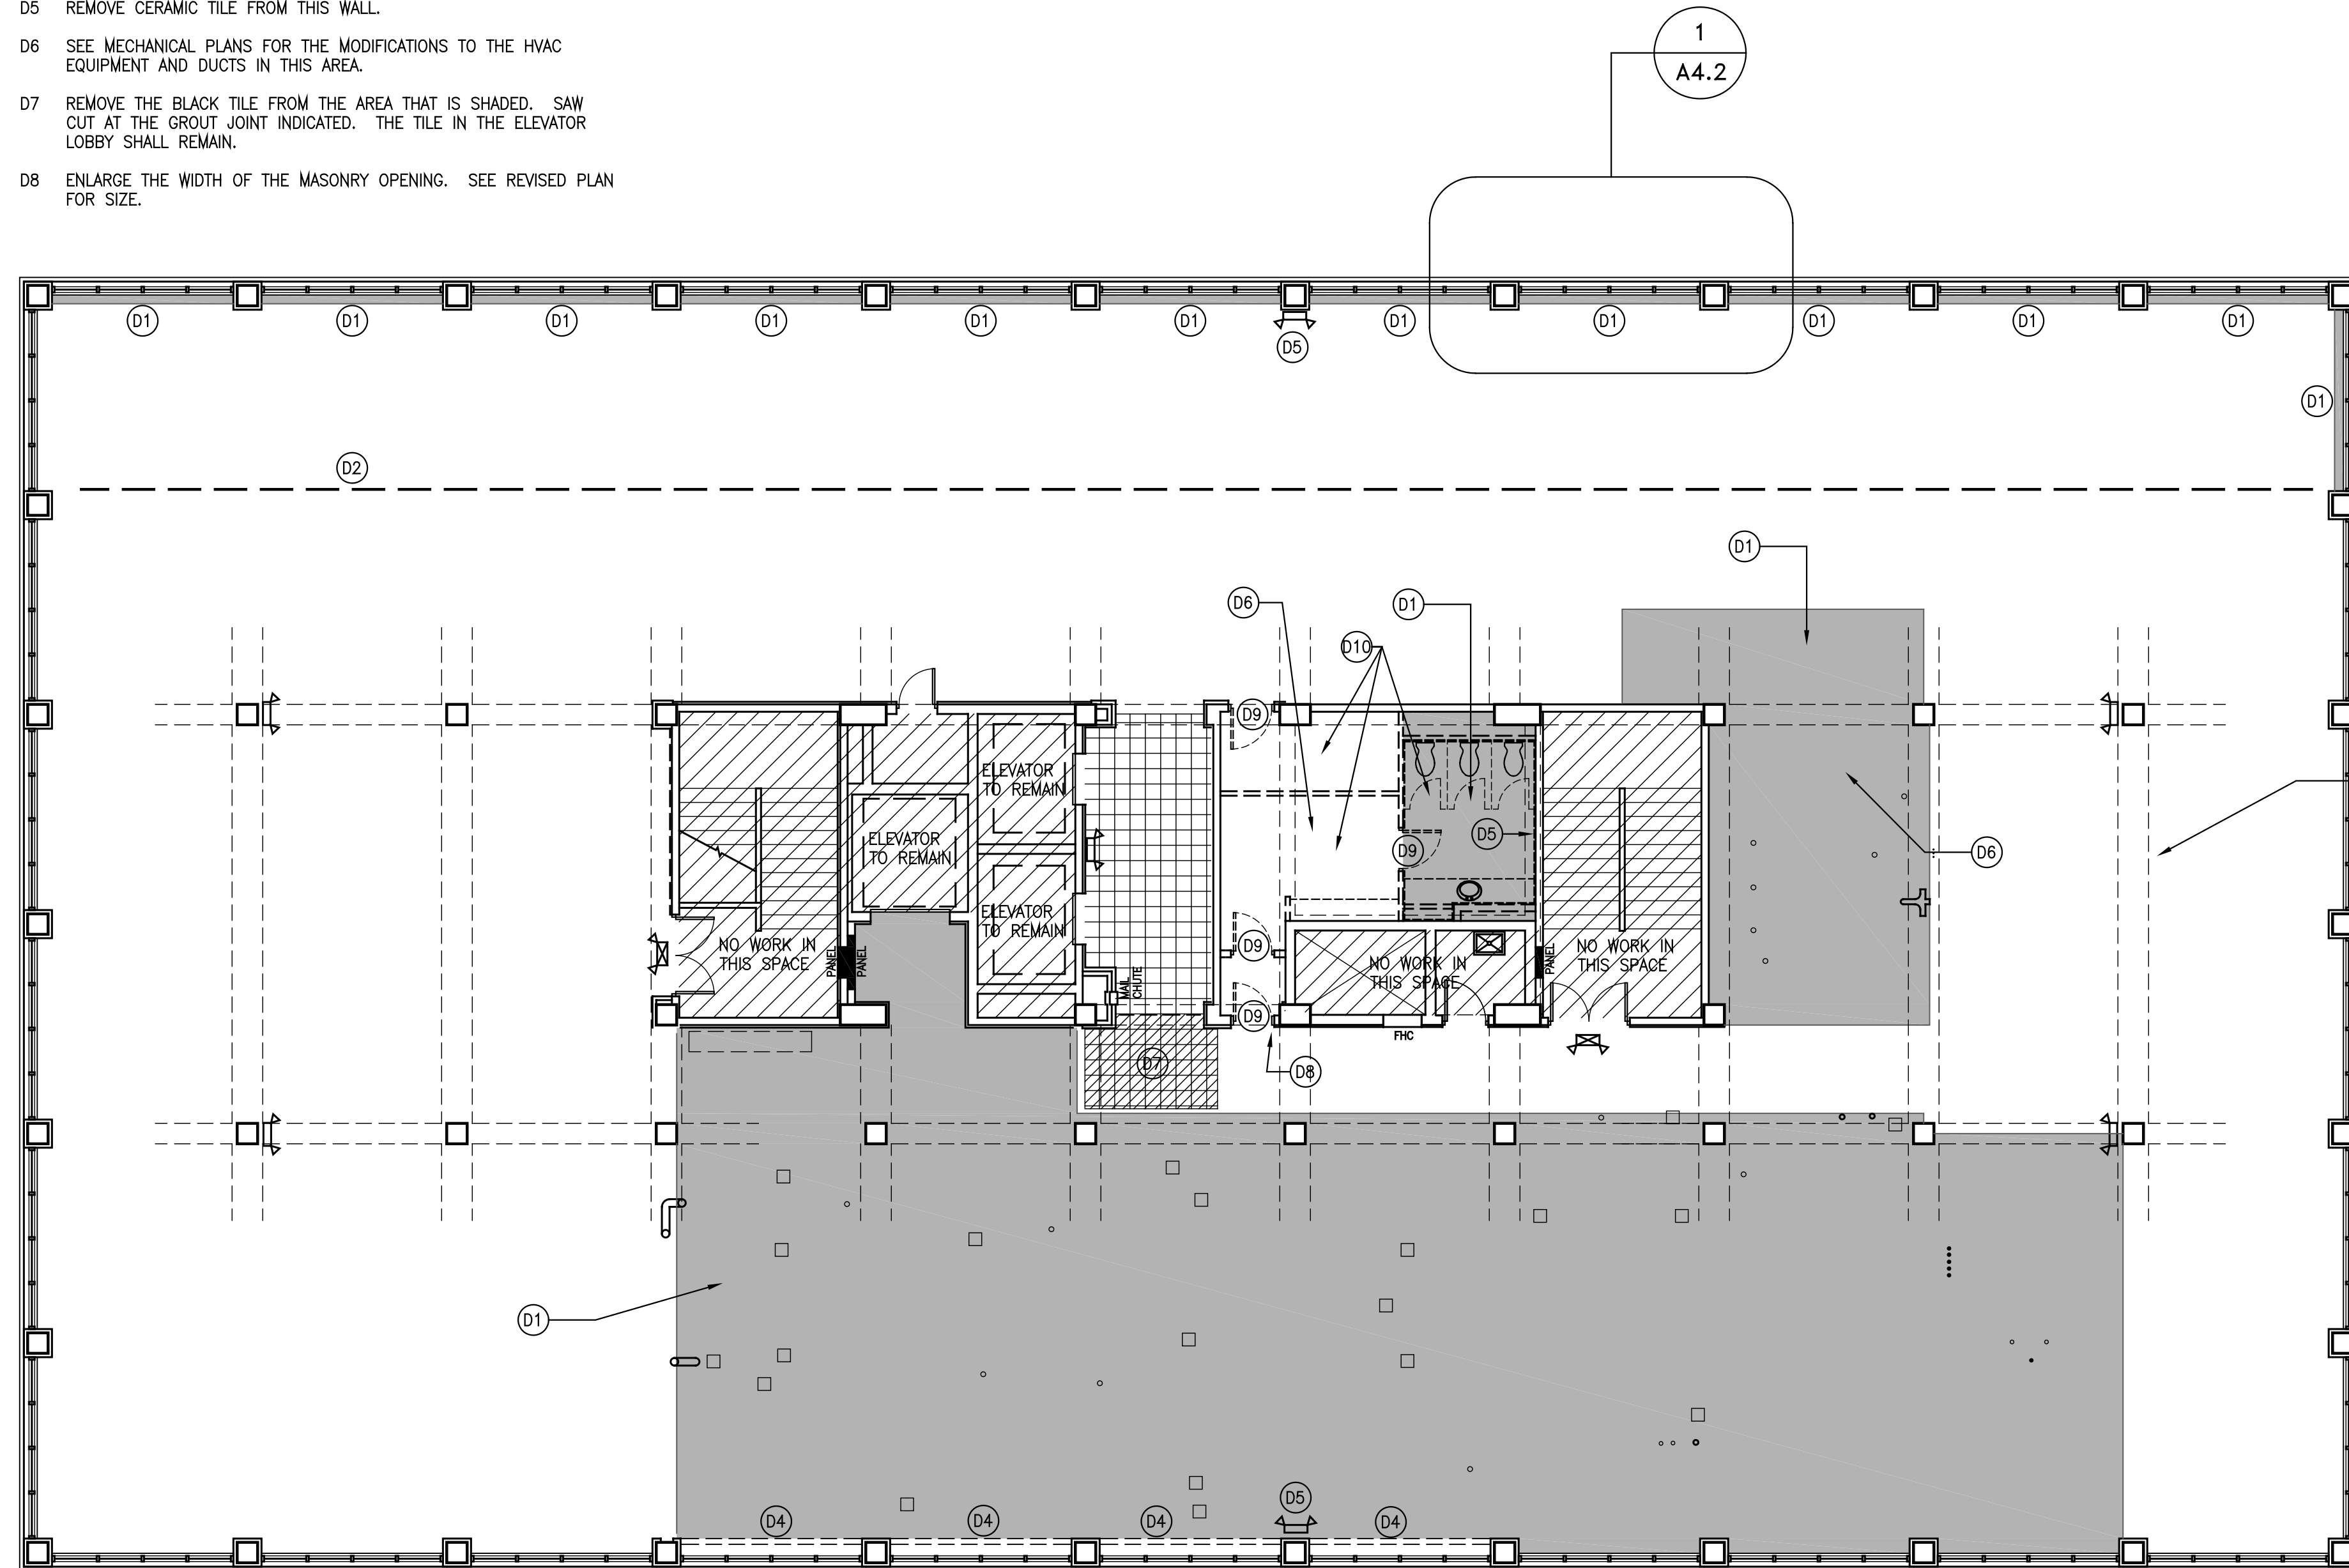 D5 REMOVE CERAMIC TILE FROM THIS WALL.
D6 SEE MECHANICAL PLANS FOR THE MODIFICATIONS TO THE HVAC
EQUIPMENT AND DUCTS IN THIS AREA.
D7 REMOVE THE BLACK TILE FROM THE AREA THAT IS SHADED. SAW
CUT AT THE GROUT JOINT INDICATED. THE TILE IN THE ELEVATOR
LOBBY SHALL REMAIN.
D8 ENLARGE THE WIDTH OF THE MASONRY OPENING. SEE REVISED PLAN
FOR SIZE.
1
A4.2
D1
D1
D1
D1
D1
D1
D1
D1
D1
D1
D1
D5
D1
D2
D1
D6
D1
D10
D9
ELEVATOR
TO REMAIN
ELEVATOR
TO REMAIN
D5
D9
D6
ELEVATOR
TO REMAIN
NO WORK IN
THIS SPACE
PANEL
PANEL
MAIL
CHUTE
D9
NO WORK IN
THIS SPACE
PANEL
NO WORK IN
THIS SPACE
D9
FHC
D7
D8
D1
D5
D4
D4
D4
D4